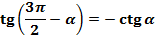 tg(3π/2 − α) = − ctg α